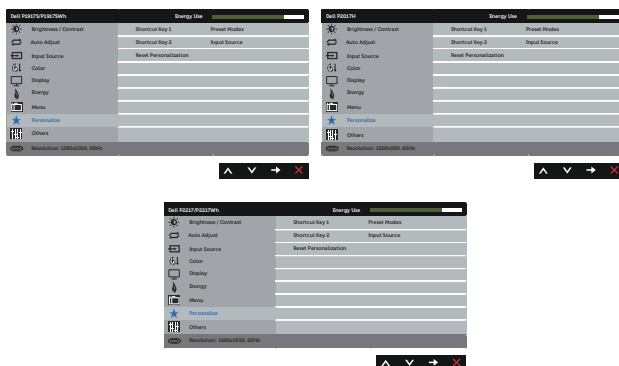 Dell P1917S/P1917SWh Energy Use
Brightness / Contrast Shortcut Key 1 Preset Modes
Auto Adjust Shortcut Key 2 Input Source
Input Source Reset Personalization
Color
Display
Energy
Menu
Personalize
Others
Resolution: 1280x1024, 60Hz
Dell P2017H Energy Use
Brightness / Contrast Shortcut Key 1 Preset Modes
Auto Adjust Shortcut Key 2 Input Source
Input Source Reset Personalization
Color
Display
Energy
Menu
Personalize
Others
Resolution: 1600x900, 60Hz
Dell P2217/P2217Wh Energy Use
Brightness / Contrast Shortcut Key 1 Preset Modes
Auto Adjust Shortcut Key 2 Input Source
Input Source Reset Personalization
Color
Display
Energy
Menu
Personalize
Others
Resolution: 1680x1050, 60Hz